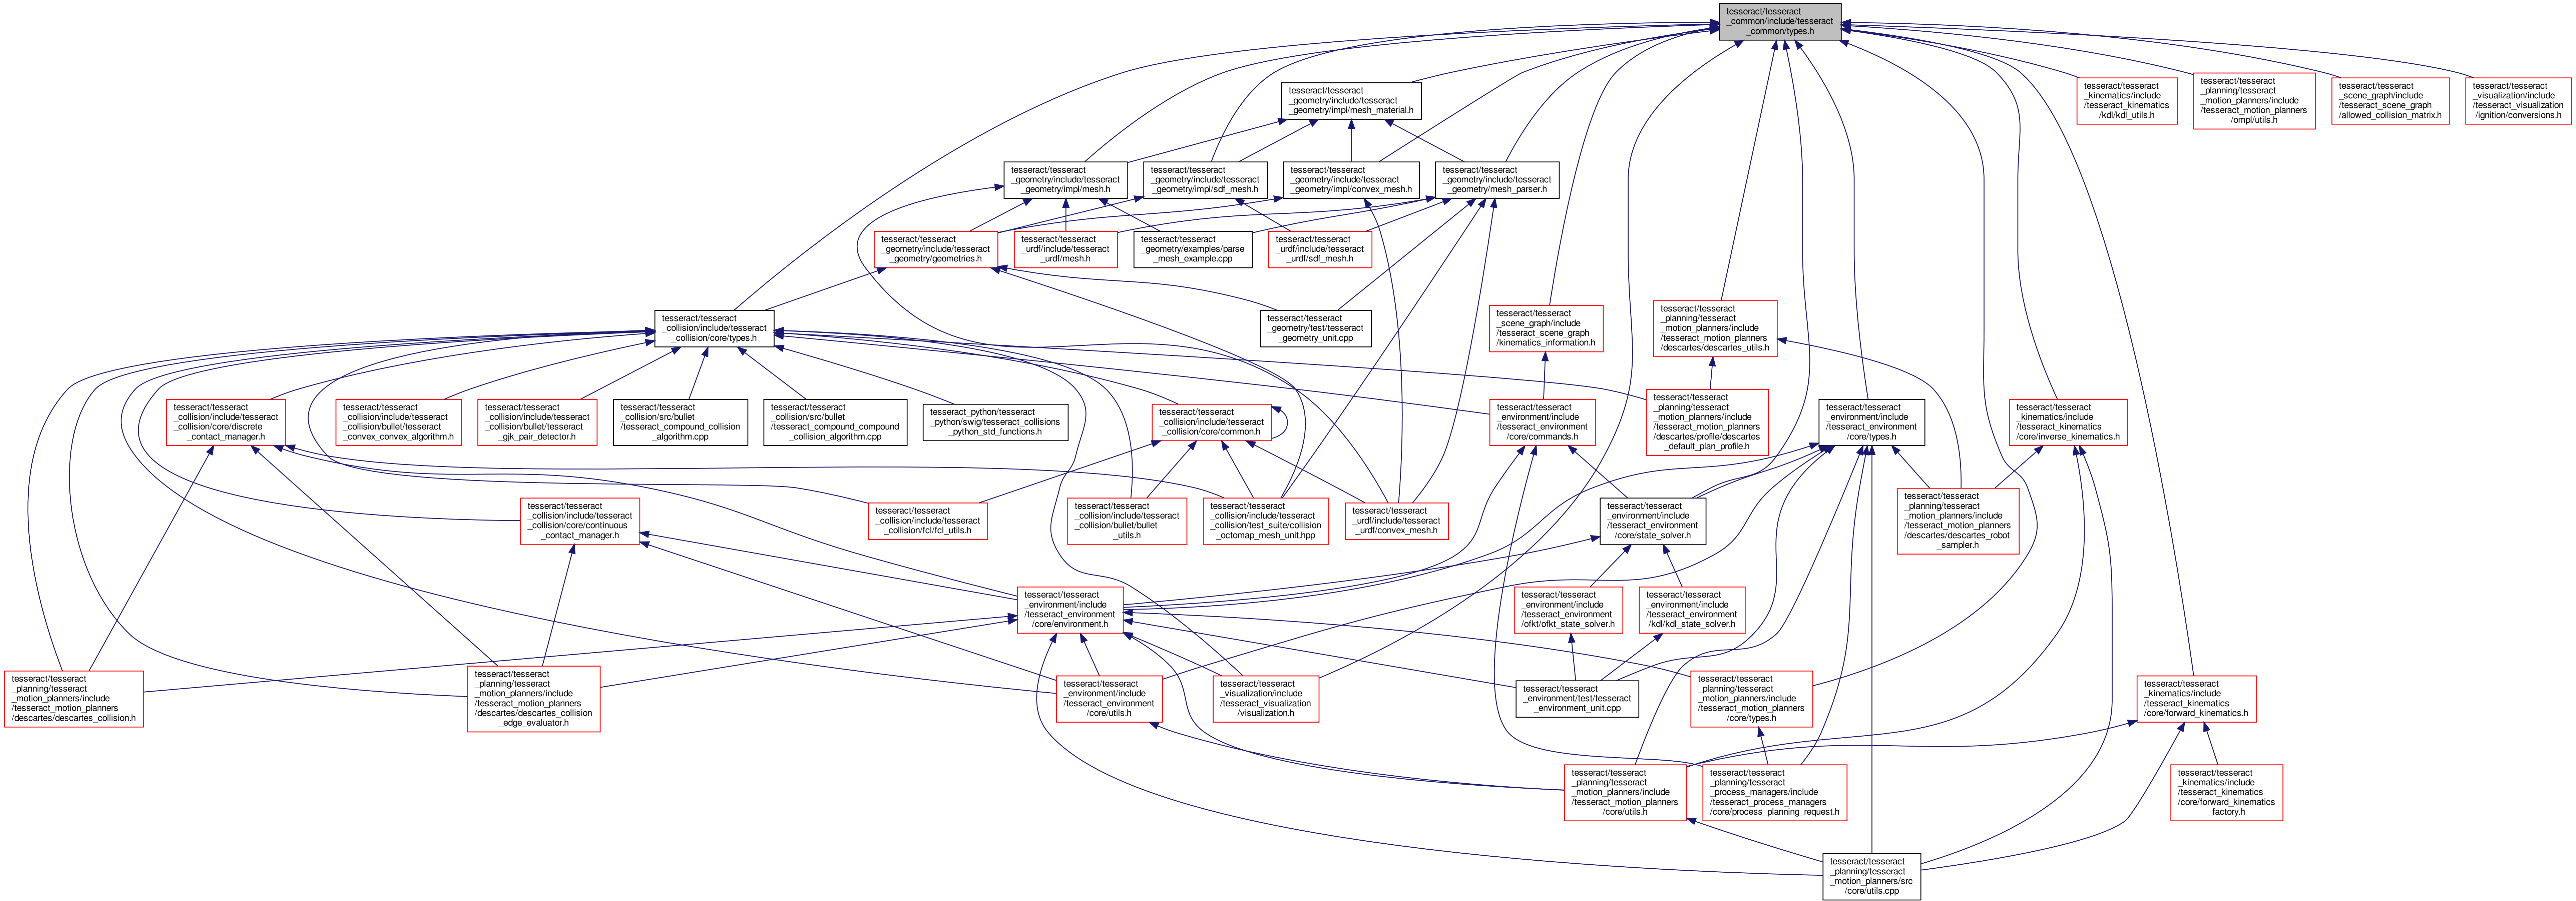 tesseract/tesseract
_common/include/tesseract
_common/types.h
tesseract/tesseract
_geometry/include/tesseract
_geometry/impl/mesh_material.h
tesseract/tesseract
_kinematics/include
/tesseract_kinematics
/kdl/kdl_utils.h
tesseract/tesseract
_planning/tesseract
_motion_planners/include
/tesseract_motion_planners
/ompl/utils.h
tesseract/tesseract
_scene_graph/include
/tesseract_scene_graph
/allowed_collision_matrix.h
tesseract/tesseract
_visualization/include
/tesseract_visualization
/ignition/conversions.h
tesseract/tesseract
_geometry/include/tesseract
_geometry/impl/mesh.h
tesseract/tesseract
_geometry/include/tesseract
_geometry/impl/sdf_mesh.h
tesseract/tesseract
_geometry/include/tesseract
_geometry/impl/convex_mesh.h
tesseract/tesseract
_geometry/include/tesseract
_geometry/mesh_parser.h
tesseract/tesseract
_geometry/include/tesseract
_geometry/geometries.h
tesseract/tesseract
_urdf/include/tesseract
_urdf/mesh.h
tesseract/tesseract
_geometry/examples/parse
_mesh_example.cpp
tesseract/tesseract
_urdf/include/tesseract
_urdf/sdf_mesh.h
tesseract/tesseract
_collision/include/tesseract
_collision/core/types.h
tesseract/tesseract
_geometry/test/tesseract
_geometry_unit.cpp
tesseract/tesseract
_scene_graph/include
/tesseract_scene_graph
/kinematics_information.h
tesseract/tesseract
_planning/tesseract
_motion_planners/include
/tesseract_motion_planners
/descartes/descartes_utils.h
tesseract/tesseract
_collision/include/tesseract
_collision/core/discrete
_contact_manager.h
tesseract/tesseract
_collision/include/tesseract
_collision/bullet/tesseract
_convex_convex_algorithm.h
tesseract/tesseract
_collision/include/tesseract
_collision/bullet/tesseract
_gjk_pair_detector.h
tesseract/tesseract
_collision/src/bullet
/tesseract_compound_collision
_algorithm.cpp
tesseract/tesseract
_collision/src/bullet
/tesseract_compound_compound
_collision_algorithm.cpp
tesseract_python/tesseract
_python/swig/tesseract_collisions
_python_std_functions.h
tesseract/tesseract
_collision/include/tesseract
_collision/core/common.h
tesseract/tesseract
_environment/include
/tesseract_environment
/core/commands.h
tesseract/tesseract
_planning/tesseract
_motion_planners/include
/tesseract_motion_planners
/descartes/profile/descartes
_default_plan_profile.h
tesseract/tesseract
_environment/include
/tesseract_environment
/core/types.h
tesseract/tesseract
_kinematics/include
/tesseract_kinematics
/core/inverse_kinematics.h
tesseract/tesseract
_collision/include/tesseract
_collision/core/continuous
_contact_manager.h
tesseract/tesseract
_collision/include/tesseract
_collision/fcl/fcl_utils.h
tesseract/tesseract
_collision/include/tesseract
_collision/bullet/bullet
_utils.h
tesseract/tesseract
_collision/include/tesseract
_collision/test_suite/collision
_octomap_mesh_unit.hpp
tesseract/tesseract
_urdf/include/tesseract
_urdf/convex_mesh.h
tesseract/tesseract
_environment/include
/tesseract_environment
/core/state_solver.h
tesseract/tesseract
_planning/tesseract
_motion_planners/include
/tesseract_motion_planners
/descartes/descartes_robot
_sampler.h
tesseract/tesseract
_environment/include
/tesseract_environment
/core/environment.h
tesseract/tesseract
_environment/include
/tesseract_environment
/ofkt/ofkt_state_solver.h
tesseract/tesseract
_environment/include
/tesseract_environment
/kdl/kdl_state_solver.h
tesseract/tesseract
_planning/tesseract
_motion_planners/include
/tesseract_motion_planners
/descartes/descartes_collision.h
tesseract/tesseract
_planning/tesseract
_motion_planners/include
/tesseract_motion_planners
/descartes/descartes_collision
_edge_evaluator.h
tesseract/tesseract
_environment/include
/tesseract_environment
/core/utils.h
tesseract/tesseract
_visualization/include
/tesseract_visualization
/visualization.h
tesseract/tesseract
_environment/test/tesseract
_environment_unit.cpp
tesseract/tesseract
_planning/tesseract
_motion_planners/include
/tesseract_motion_planners
/core/types.h
tesseract/tesseract
_kinematics/include
/tesseract_kinematics
/core/forward_kinematics.h
tesseract/tesseract
_planning/tesseract
_motion_planners/include
/tesseract_motion_planners
/core/utils.h
tesseract/tesseract
_planning/tesseract
_process_managers/include
/tesseract_process_managers
/core/process_planning_request.h
tesseract/tesseract
_kinematics/include
/tesseract_kinematics
/core/forward_kinematics
_factory.h
tesseract/tesseract
_planning/tesseract
_motion_planners/src
/core/utils.cpp